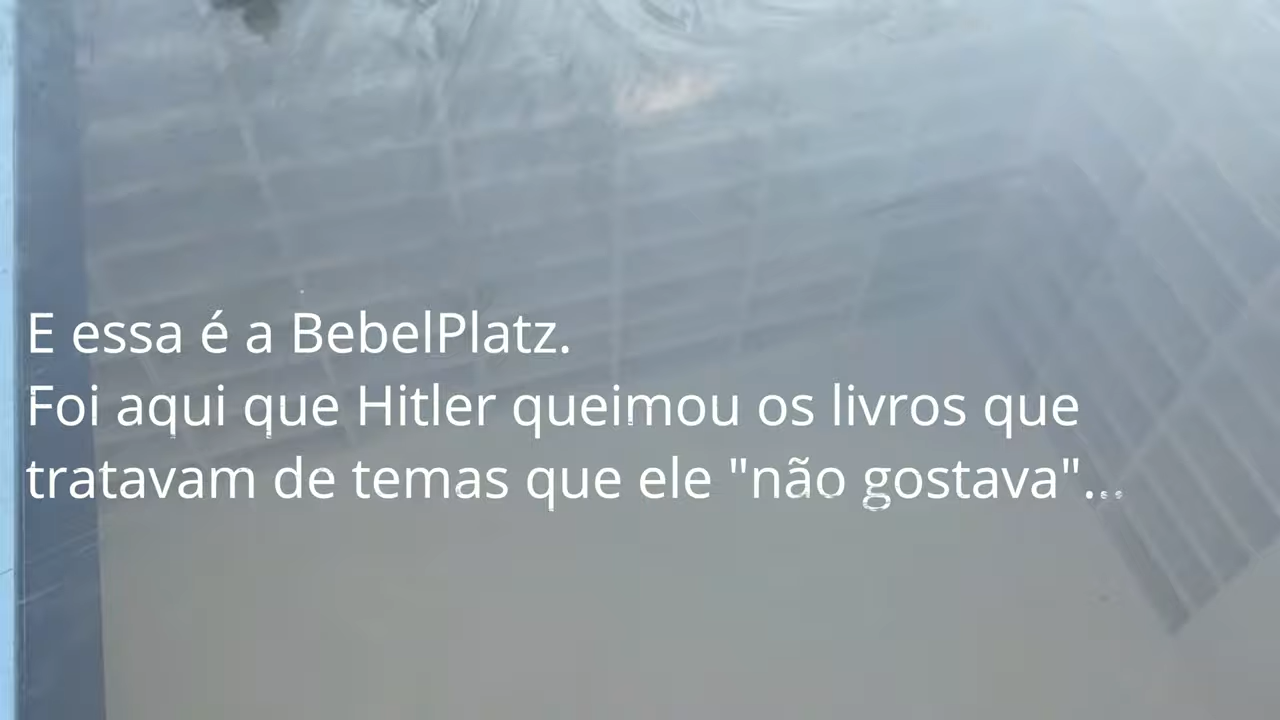 E essa é a BebelPlatz.
Foi aqui que Hitler queimou os livros que
tratavam de temas que ele "não gostava"...